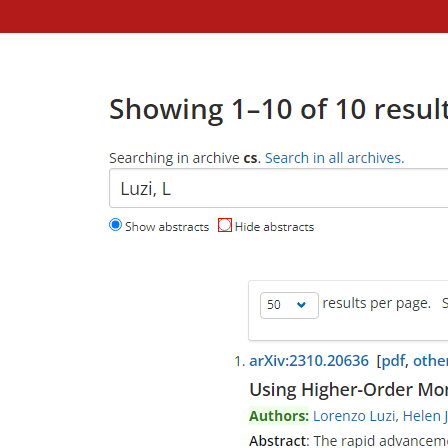 Showing 1–10 of 10 result
Searching in archive cs. Search in all archives.
Luzi, L
Show abstracts Hide abstracts
50 results per page. S
1. arXiv:2310.20636 [pdf, othe
Using Higher-Order Mor
Authors: Lorenzo Luzi, Helen J
Abstract: The rapid advancem